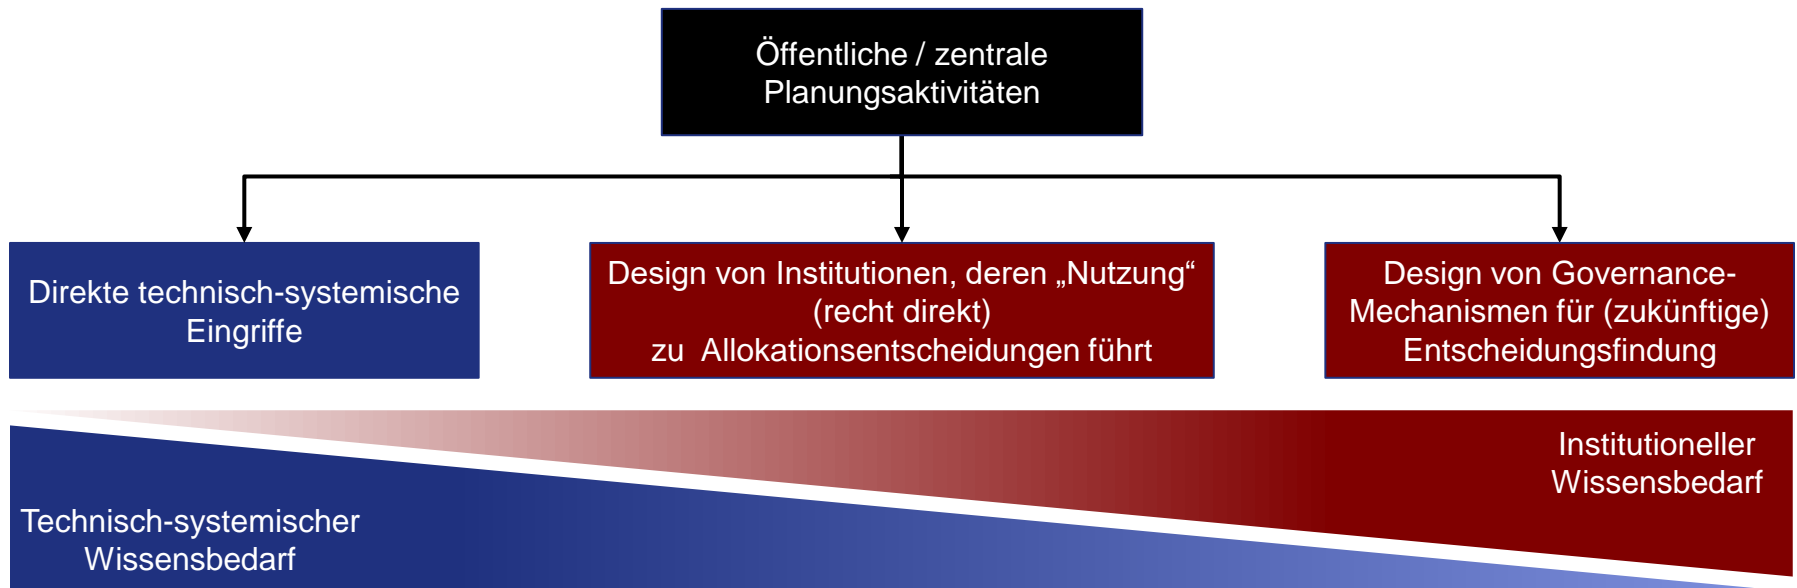 Öffentliche / zentrale
Planungsaktivitäten
Direkte technisch-systemische
Eingriffe
Design von Institutionen, deren „Nutzung“
(recht direkt)
zu Allokationsentscheidungen führt
Design von Governance-
Mechanismen für (zukünftige)
Entscheidungsfindung
Institutioneller
Wissensbedarf
Technisch-systemischer
Wissensbedarf